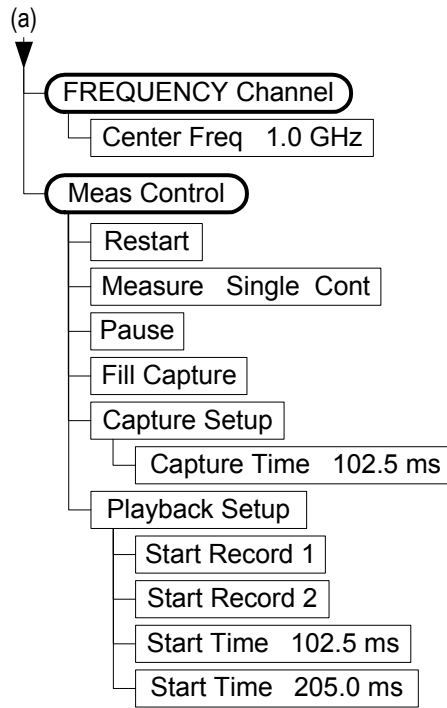 (a)
FREQUENCY Channel
Center Freq 1.0 GHz
Meas Control
Restart
Measure Single Cont
Pause
Fill Capture
Capture Setup
Capture Time 102.5 ms
Playback Setup
Start Record 1
Start Record 2
Start Time 102.5 ms
Start Time 205.0 ms